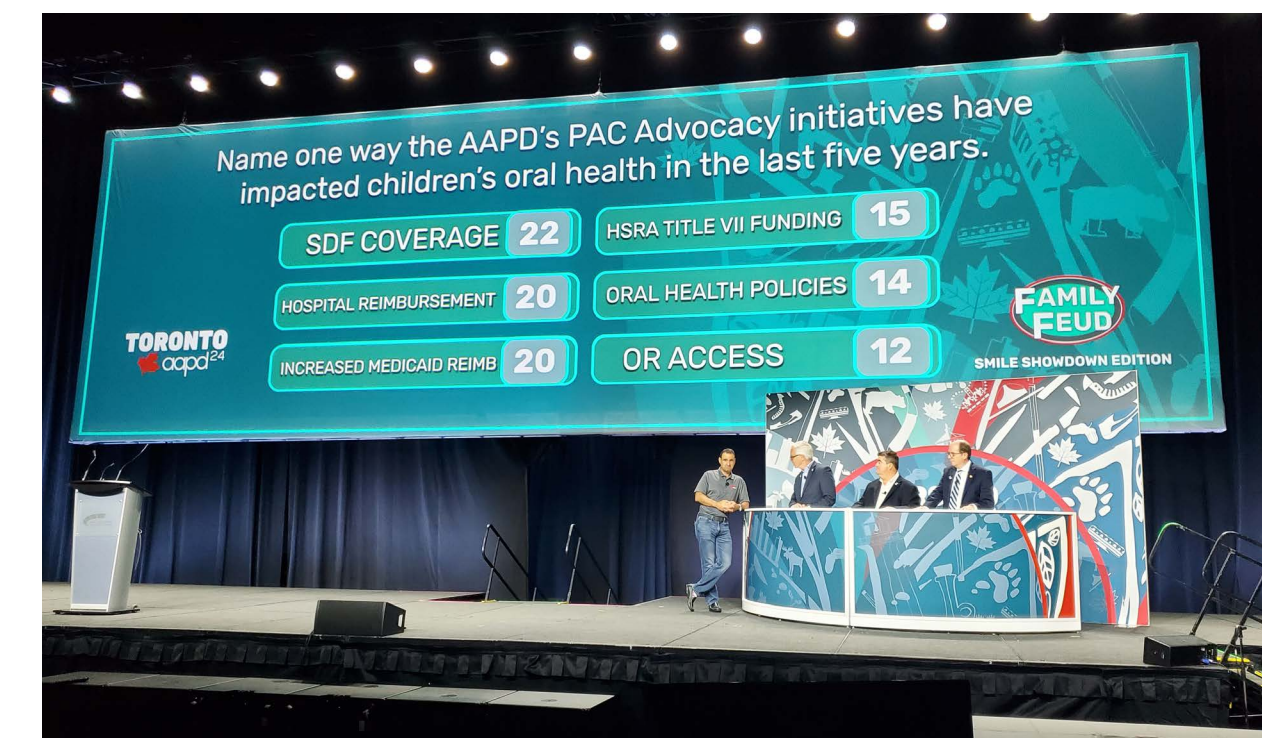 Name one way the AAPD's PAC Advocacy initiatives have
impacted children's oral health in the last five years.
SDF COVERAGE 22
HOSPITAL REIMBURSEMENT 20
INCREASED MEDICAID REIMB 20
HSRA TITLE VII FUNDING 15
ORAL HEALTH POLICIES 14
OR ACCESS 12
TORONTO
aapd24
FAMILY
FEUD
SMILE SHOWDOWN EDITION